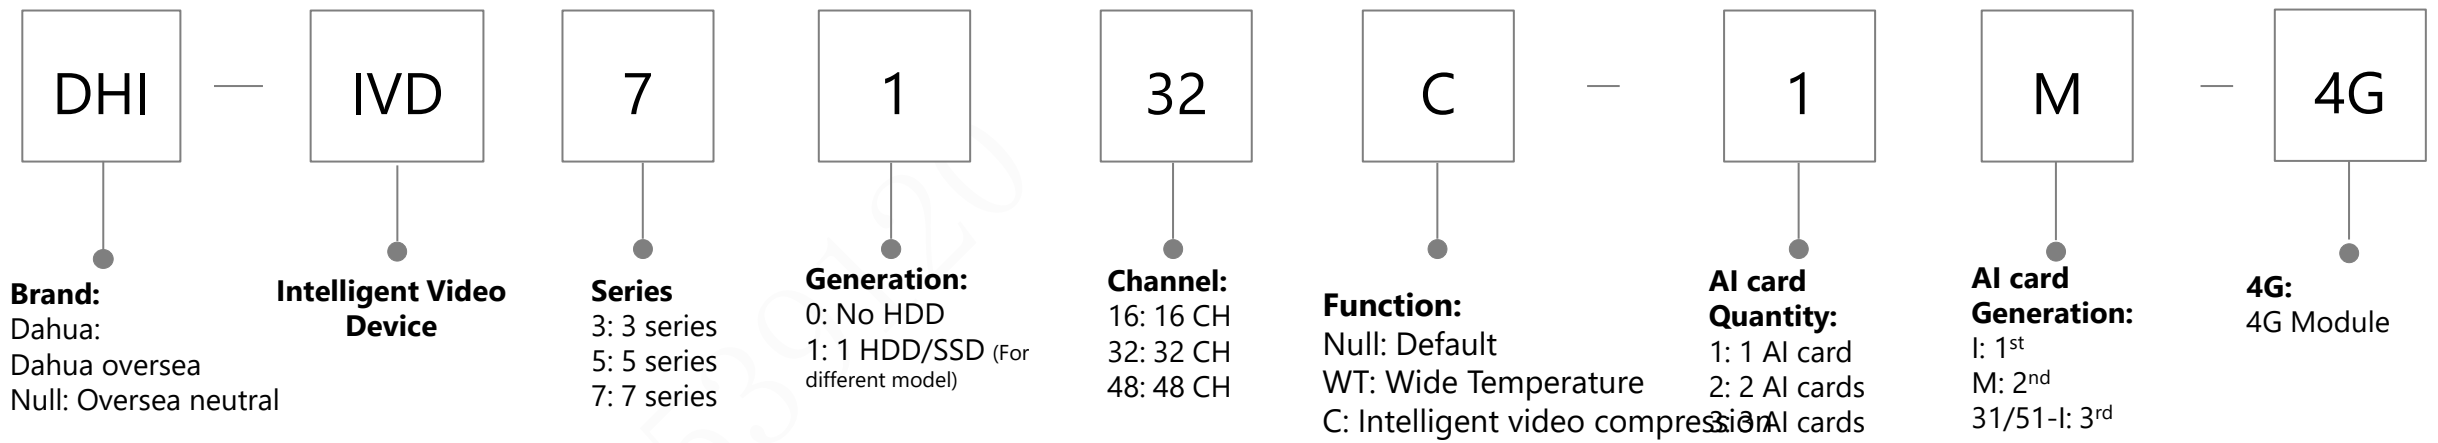 DHI — IVD 7 1 32 C — 1 M — 4G
Brand:
Dahua:
Dahua oversea
Null: Oversea neutral
Intelligent Video
Device
Series
3: 3 series
5: 5 series
7: 7 series
Generation:
0: No HDD
1: 1 HDD/SSD (For
different model)
Channel:
16: 16 CH
32: 32 CH
48: 48 CH
Function:
Null: Default
WT: Wide Temperature
C: Intelligent video compression
AI card
Quantity:
1: 1 AI card
2: 2 AI cards
3: 3 AI cards
AI card
Generation:
I: 1st
M: 2nd
31/51-I: 3rd
4G:
4G Module